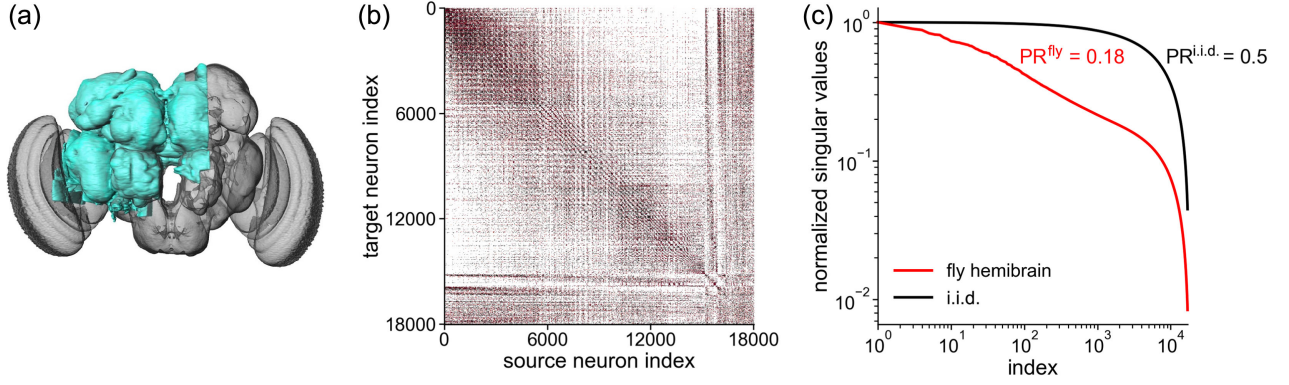 (a)
(b)
0
6000
12000
18000
target neuron index
6000
12000
18000
source neuron index
(c)
10^0
10^-1
10^-2
normalized singular values
PR^fly = 0.18
PR^i.i.d. = 0.5
fly hemibrain
i.i.d.
10^0
10^1
10^2
10^3
10^4
index